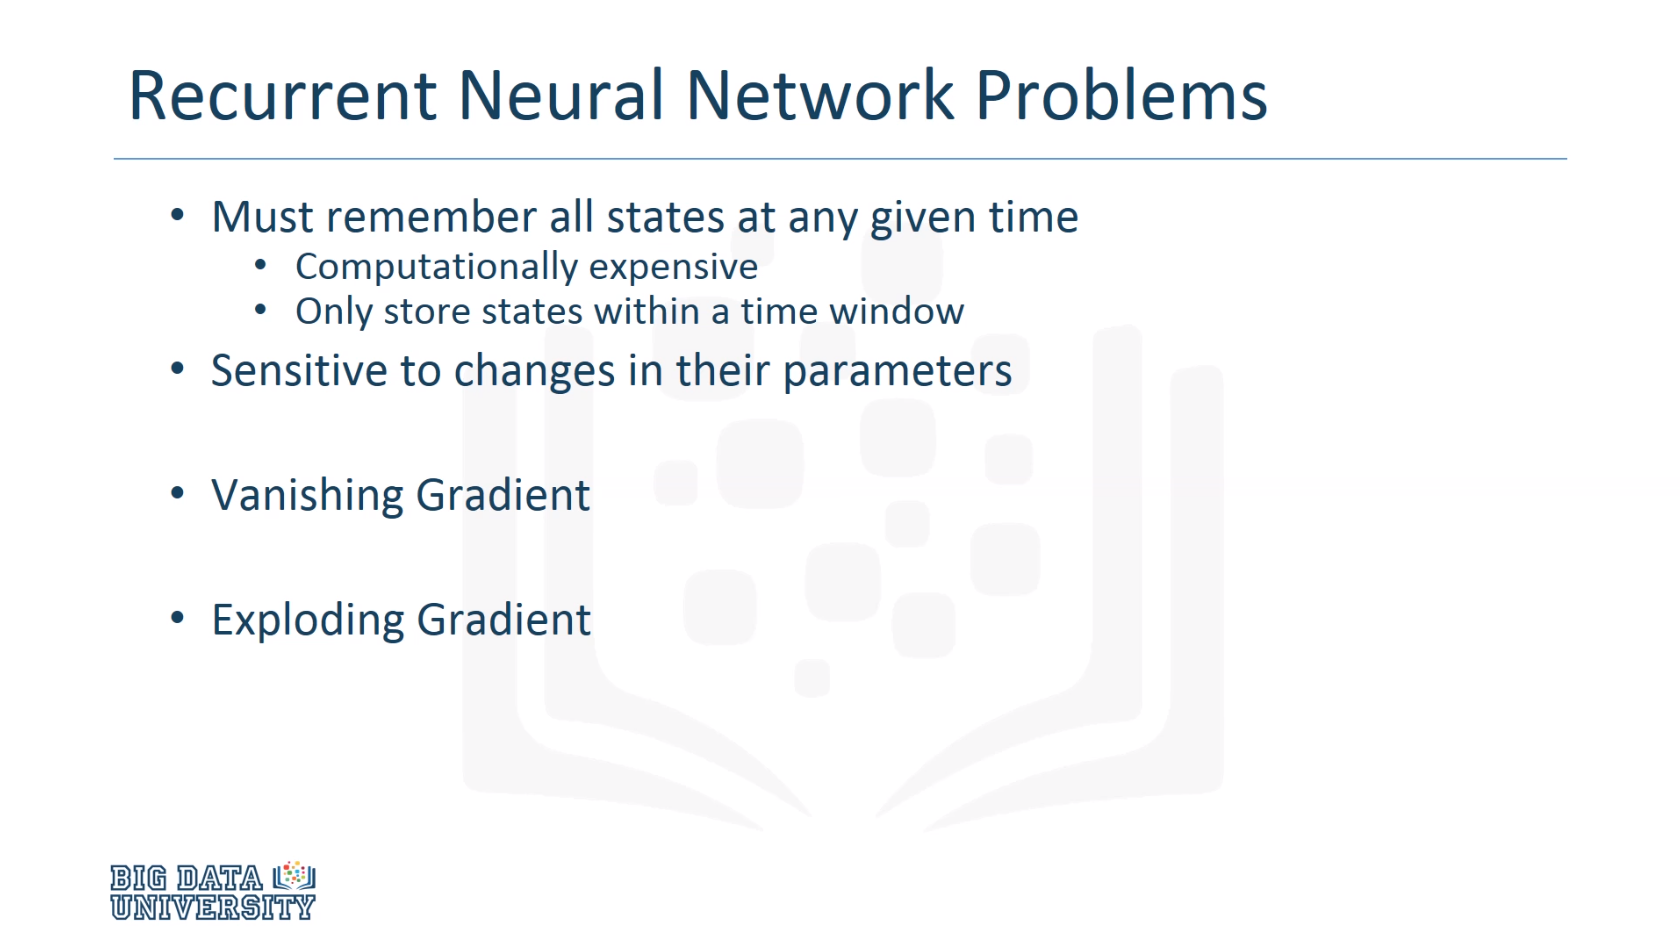 Recurrent Neural Network Problems
• Must remember all states at any given time
• Computationally expensive
• Only store states within a time window
• Sensitive to changes in their parameters
• Vanishing Gradient
• Exploding Gradient
BIG DATA
UNIVERSITY